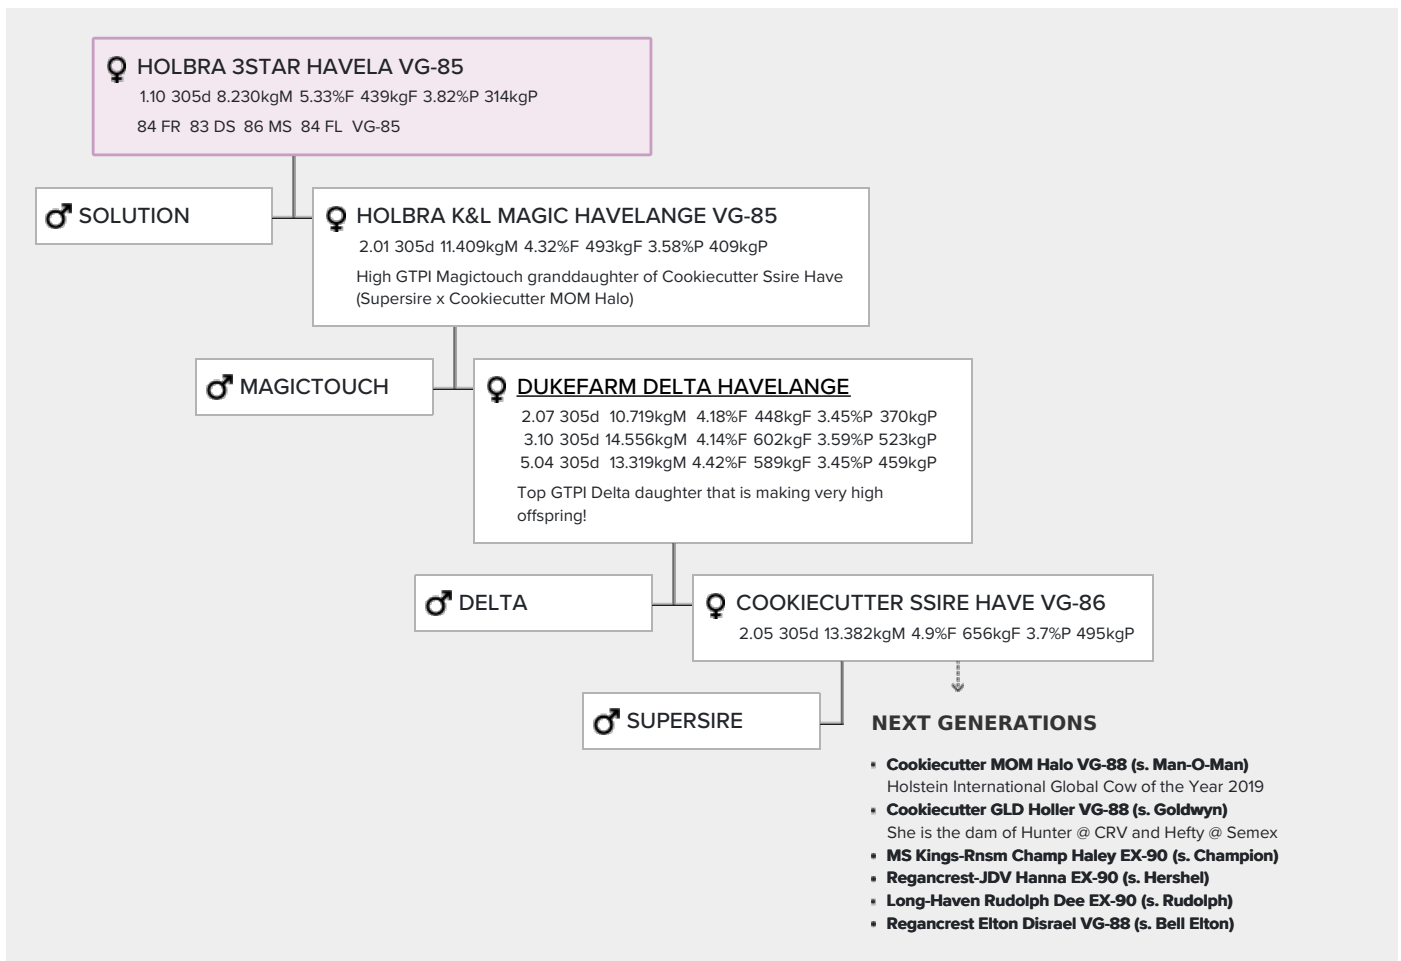 HOLBRA 3STAR HAVELA VG-85
1.10 305d 8.230kgM 5.33%F 439kgF 3.82%P 314kgP
84 FR 83 DS 86 MS 84 FL VG-85
SOLUTION
HOLBRA K&L MAGIC HAVELANGE VG-85
2.01 305d 11.409kgM 4.32%F 493kgF 3.58%P 409kgP
High GTPI Magictouch granddaughter of Cookiecutter Ssire Have
(Supersire x Cookiecutter MOM Halo)
MAGICTOUCH
DUKEFARM DELTA HAVELANGE
2.07 305d 10.719kgM 4.18%F 448kgF 3.45%P 370kgP
3.10 305d 14.556kgM 4.14%F 602kgF 3.59%P 523kgP
5.04 305d 13.319kgM 4.42%F 589kgF 3.45%P 459kgP
Top GTPI Delta daughter that is making very high
offspring!
DELTA
COOKIECUTTER SSIRE HAVE VG-86
2.05 305d 13.382kgM 4.9%F 656kgF 3.7%P 495kgP
SUPERSIRE
NEXT GENERATIONS
Cookiecutter MOM Halo VG-88 (s. Man-O-Man)
Holstein International Global Cow of the Year 2019
Cookiecutter GLD Holler VG-88 (s. Goldwyn)
She is the dam of Hunter @ CRV and Hefty @ Semex
MS Kings-Rnsm Champ Haley EX-90 (s. Champion)
Regancrest-JDV Hanna EX-90 (s. Hershel)
Long-Haven Rudolph Dee EX-90 (s. Rudolph)
Regancrest Elton Disrael VG-88 (s. Bell Elton)